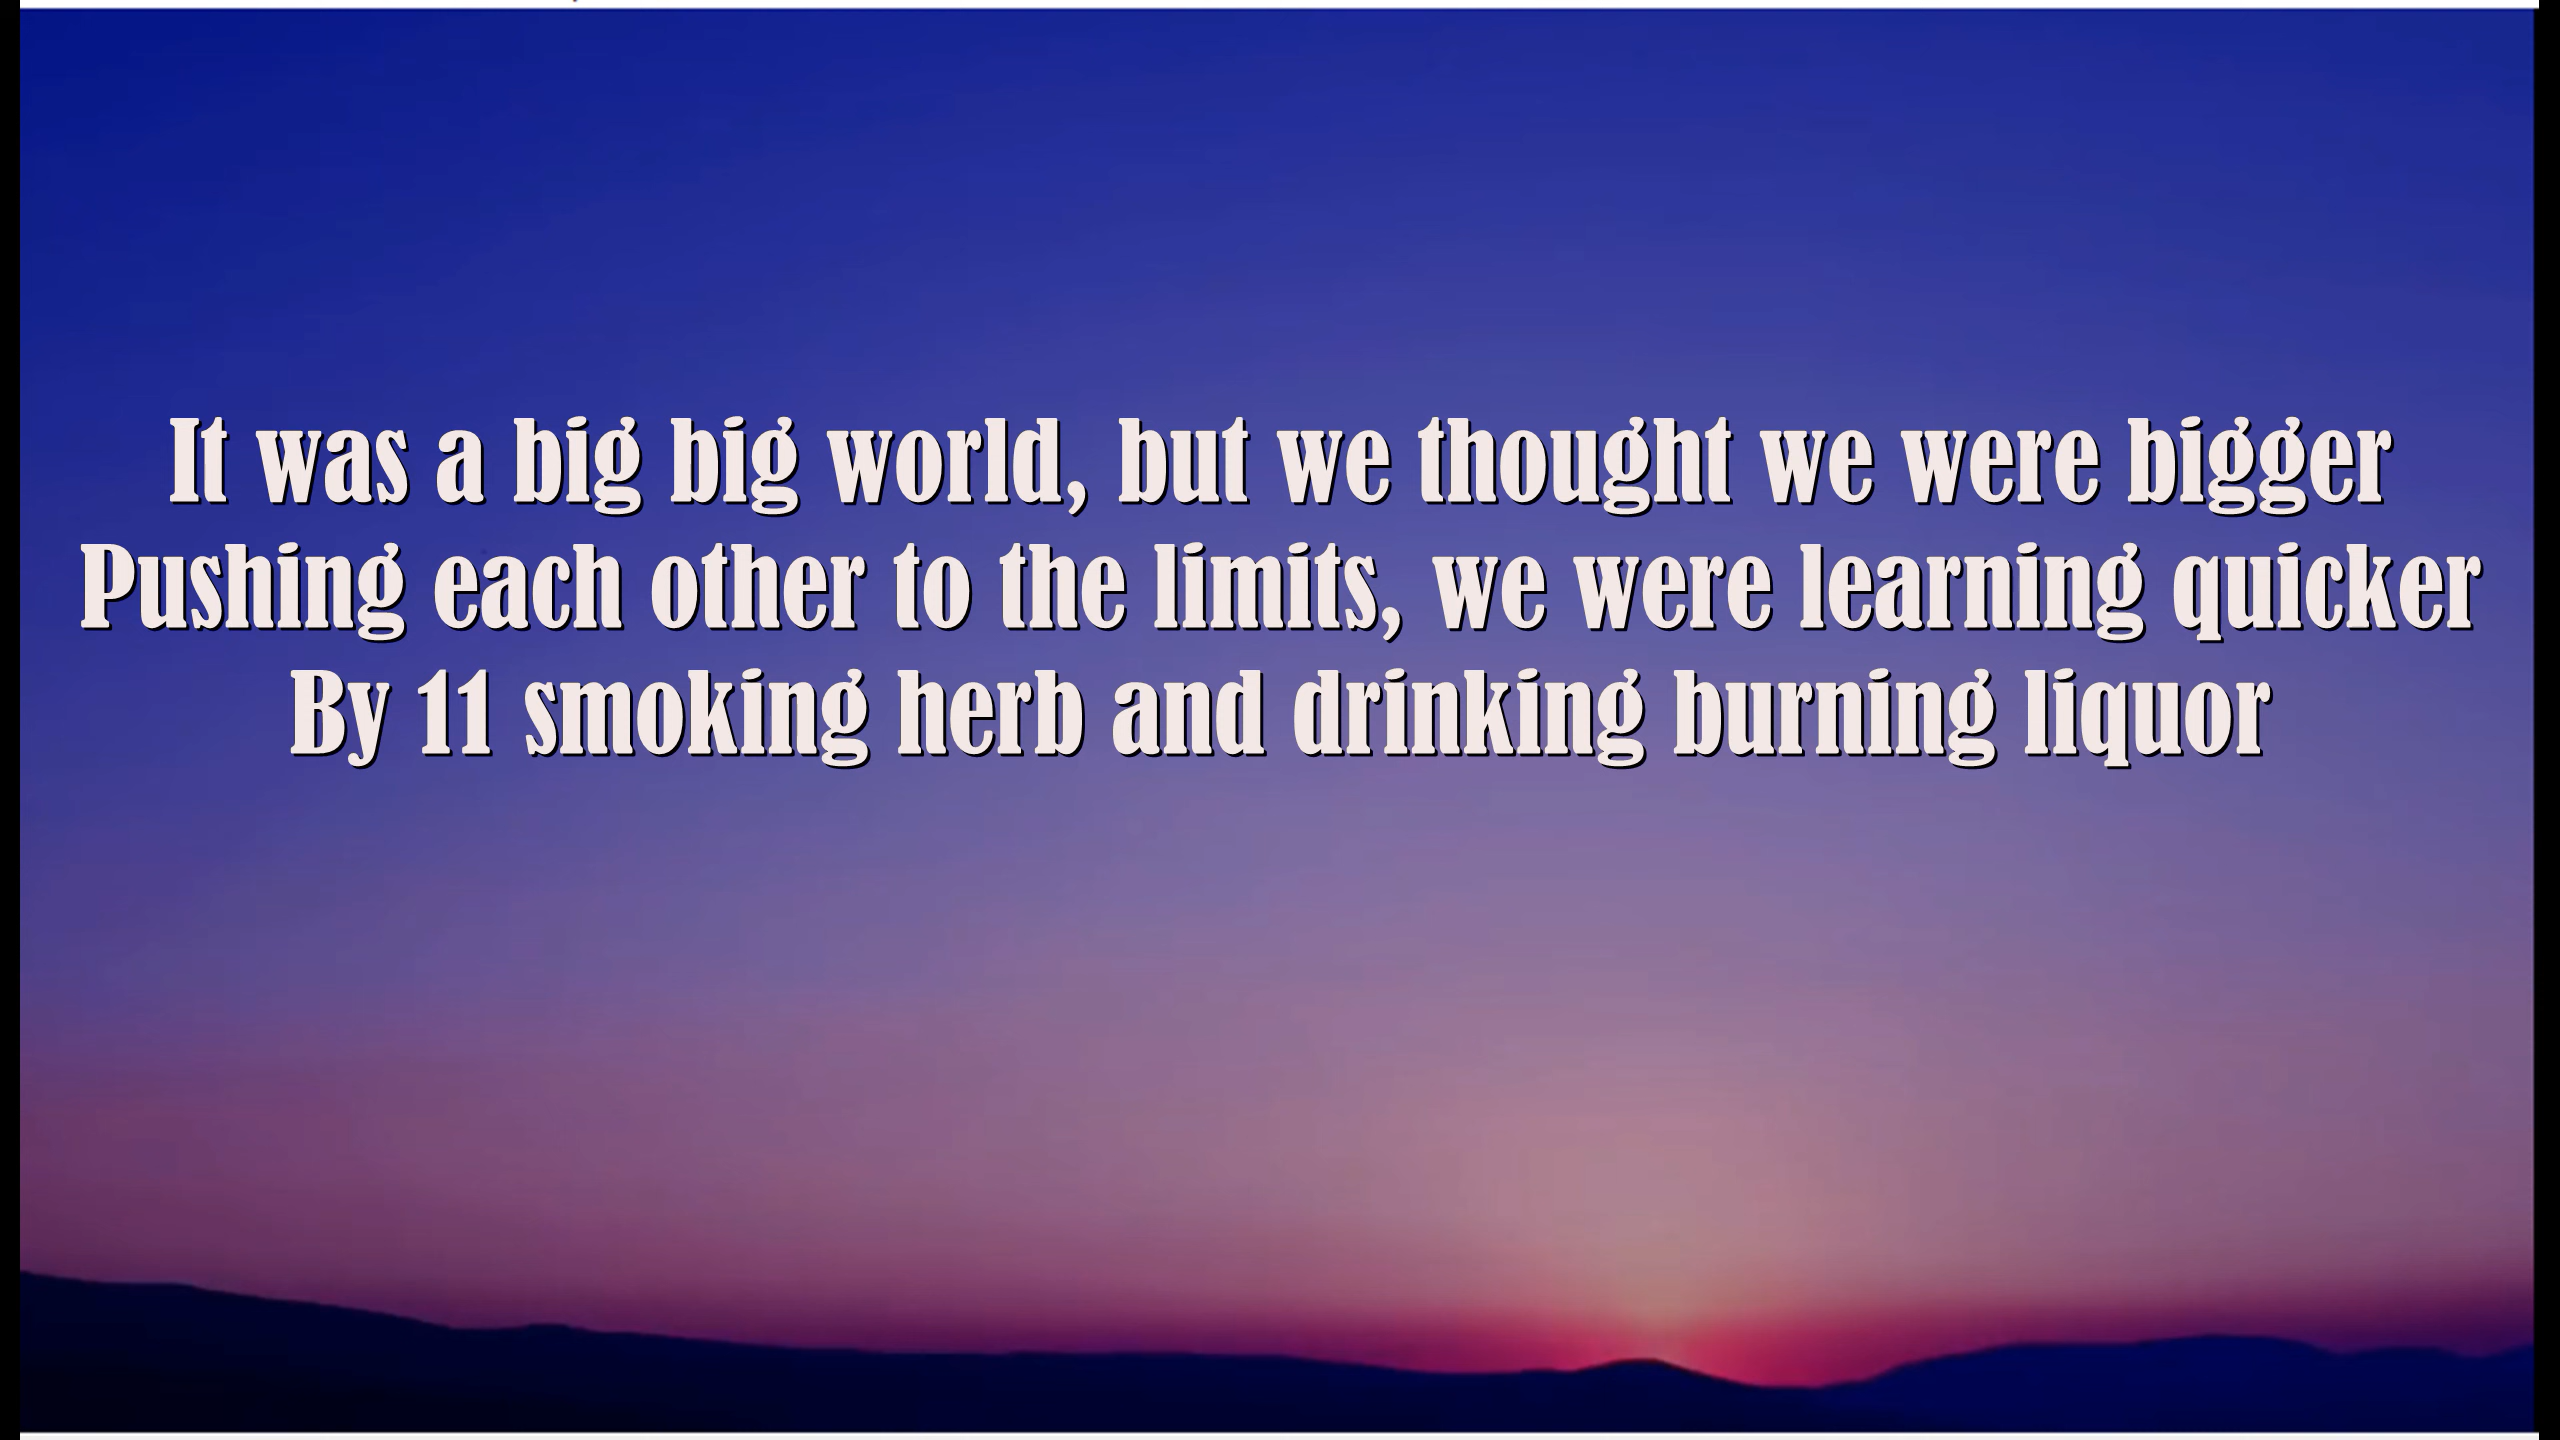 It was a big big world, but we thought we were bigger
Pushing each other to the limits, we were learning quicker
By 11 smoking herb and drinking burning liquor